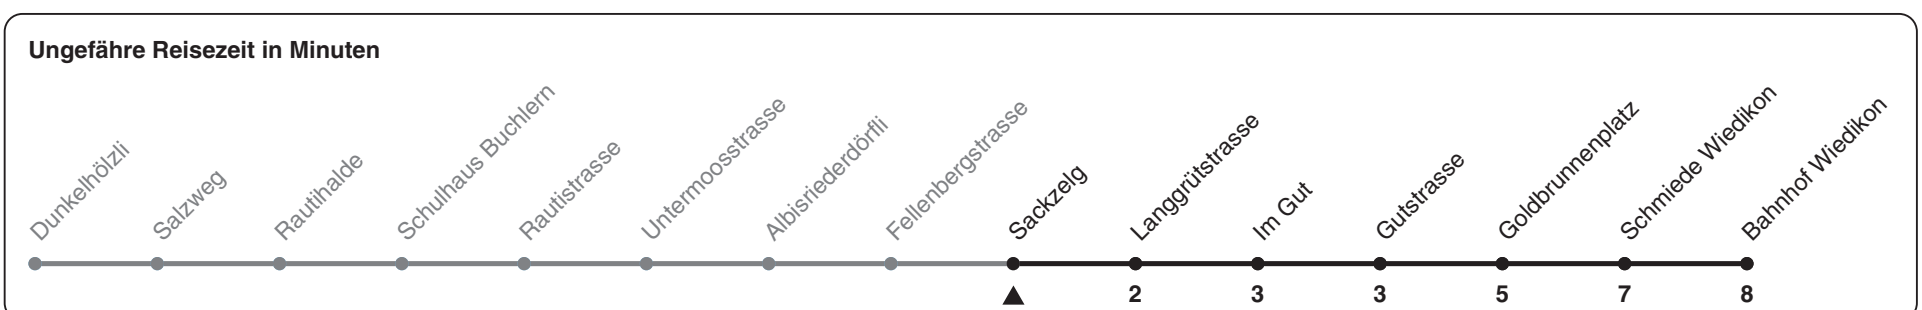 Ungefähre Reisezeit in Minuten
Dunkelhölzli
Salzweg
Rautihalde
Schulhaus Buchlern
Rautistrasse
Untermoosstrasse
Albisriederdörfli
Fellenbergstrasse
Sackzelg
Langgrütstrasse
Im Gut
Gutstrasse
Goldbrunnenplatz
Schmiede Wiedikon
Bahnhof Wiedikon
2 3 3 5 7 8